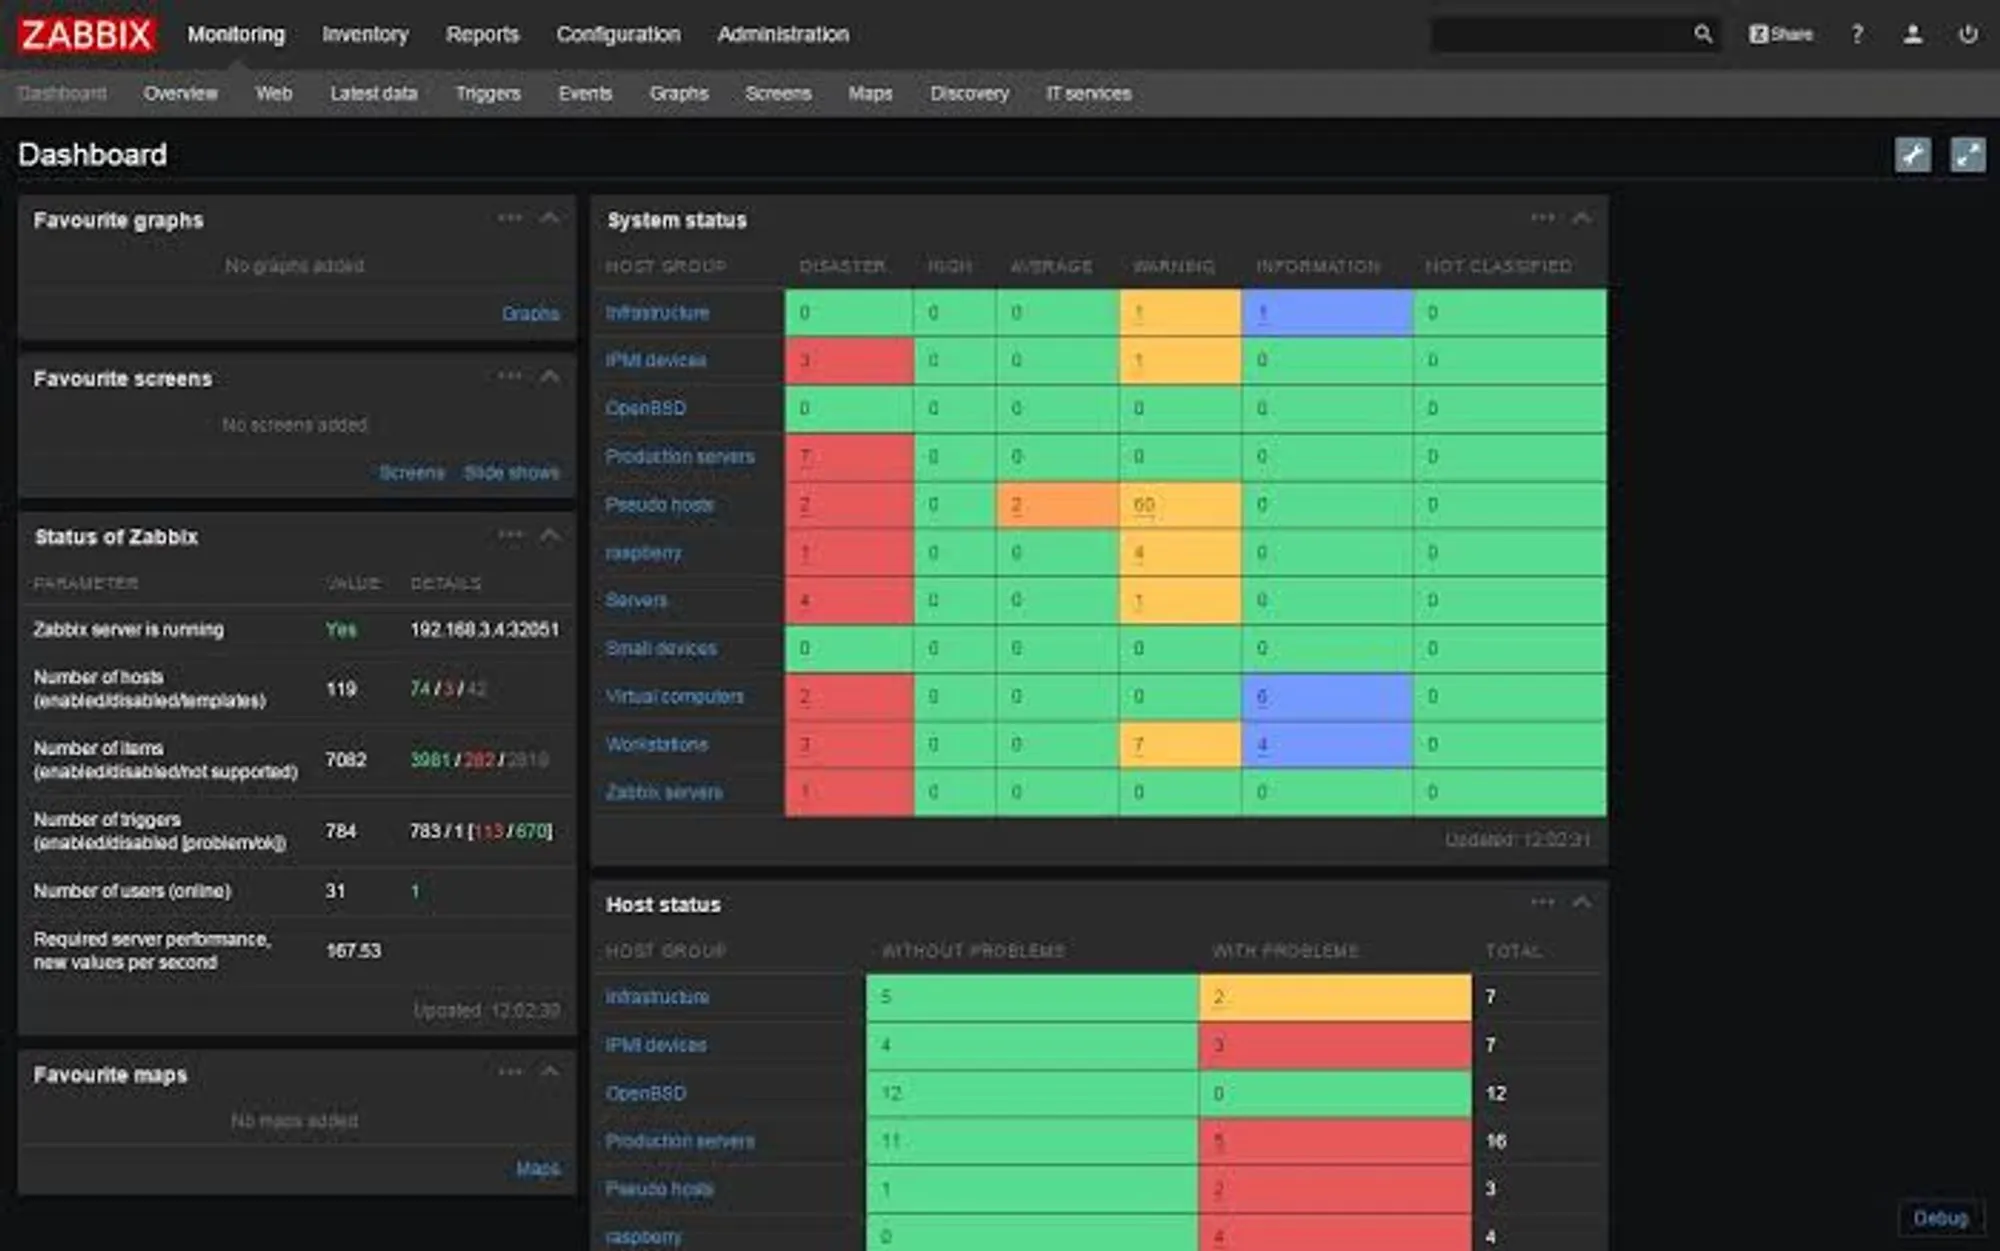 ZABBIX Monitoring Inventory Reports Configuration Administration Share ?
Dashboard Overview Web Latest data Triggers Events Graphs Screens Maps Discovery IT services
Dashboard
Favourite graphs
No graphs added
Graphs
Favourite screens
No screens added
Screens Slide shows
Status of Zabbix
PARAMETER VALUE DETAILS
Zabbix server is running Yes 192.168.3.4:32051
Number of hosts
(enabled/disabled/templates) 119 74 / 3 / 42
Number of items
(enabled/disabled/not supported) 7082 3981 / 282 / 2819
Number of triggers
(enabled/disabled [problem/ok]) 784 783 / 1 [113 / 670]
Number of users (online) 31 1
Required server performance,
new values per second 167.53
Updated: 12:02:30
Favourite maps
No maps added
Maps
System status
HOST GROUP DISASTER HIGH AVERAGE WARNING INFORMATION NOT CLASSIFIED
Infrastructure 0 0 0 1 1 0
IPMI devices 3 0 0 1 0 0
OpenBSD 0 0 0 0 0 0
Production servers 7 0 0 0 0 0
Pseudo hosts 2 0 2 60 0 0
raspberry 1 0 0 4 0 0
Servers 4 0 0 1 0 0
Small devices 0 0 0 0 0 0
Virtual computers 2 0 0 0 6 0
Workstations 3 0 0 7 4 0
Zabbix servers 1 0 0 0 0 0
Updated: 12:02:31
Host status
HOST GROUP WITHOUT PROBLEMS WITH PROBLEMS TOTAL
Infrastructure 5 2 7
IPMI devices 4 3 7
OpenBSD 12 0 12
Production servers 11 5 16
Pseudo hosts 1 2 3
raspberry 0 4 4
Debug